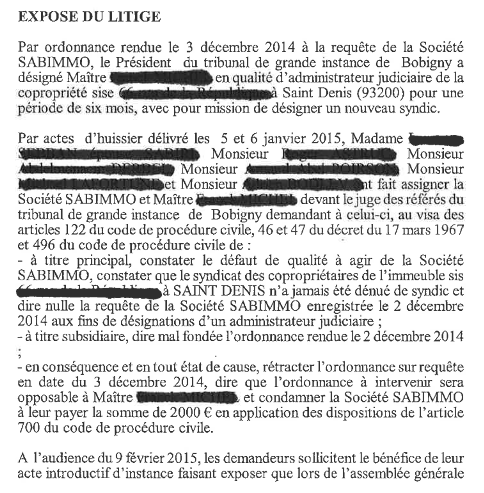 EXPOSE DU LITIGE
Par ordonnance rendue le 3 décembre 2014 à la requête de la Société
SABIMMO, le Président du tribunal de grande instance de Bobigny a
désigné Maître en qualité d'administrateur judiciaire de la
copropriété sise à Saint Denis (93200) pour une
période de six mois, avec pour mission de désigner un nouveau syndic.
Par actes d'huissier délivré les 5 et 6 janvier 2015, Madame
Monsieur Monsieur
Monsieur Monsieur
et Monsieur ont fait assigner la
Société SABIMMO et Maître devant le juge des référés du
tribunal de grande instance de Bobigny demandant à celui-ci, au visa des
articles 122 du code de procédure civile, 46 et 47 du décret du 17 mars 1967
et 496 du code de procédure civile de :
- à titre principal, constater le défaut de qualité à agir de la Société
SABIMMO, constater que le syndicat des copropriétaires de l'immeuble sis
à SAINT DENIS n'a jamais été dénué de syndic et
dire nulle la requête de la Société SABIMMO enregistrée le 2 décembre
2014 aux fins de désignations d'un administrateur judiciaire ;
- à titre subsidiaire, dire mal fondée l'ordonnance rendue le 2 décembre 2014
;
- en conséquence et en tout état de cause, rétracter l'ordonnance sur requête
en date du 3 décembre 2014, dire que l'ordonnance à intervenir sera
opposable à Maître et condamner la Société SABIMMO
à leur payer la somme de 2000 € en application des dispositions de l'article
700 du code de procédure civile.
A l'audience du 9 février 2015, les demandeurs sollicitent le bénéfice de leur
acte introductif d'instance faisant exposer que lors de l'assemblée générale